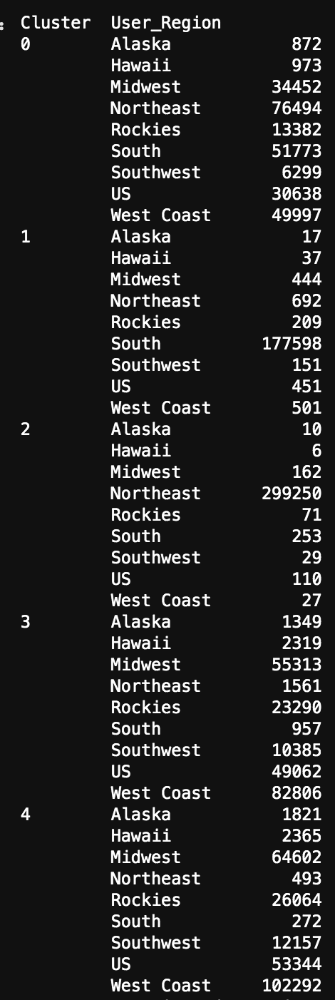 Cluster  User_Region
0        Alaska            872
         Hawaii            973
         Midwest         34452
         Northeast       76494
         Rockies         13382
         South           51773
         Southwest        6299
         US              30638
         West Coast      49997
1        Alaska             17
         Hawaii             37
         Midwest           444
         Northeast         692
         Rockies           209
         South          177598
         Southwest         151
         US                451
         West Coast        501
2        Alaska             10
         Hawaii              6
         Midwest           162
         Northeast      299250
         Rockies            71
         South             253
         Southwest          29
         US                110
         West Coast         27
3        Alaska           1349
         Hawaii           2319
         Midwest         55313
         Northeast        1561
         Rockies         23290
         South             957
         Southwest       10385
         US              49062
         West Coast      82806
4        Alaska           1821
         Hawaii           2365
         Midwest         64602
         Northeast         493
         Rockies         26064
         South             272
         Southwest       12157
         US              53344
         West Coast     102292